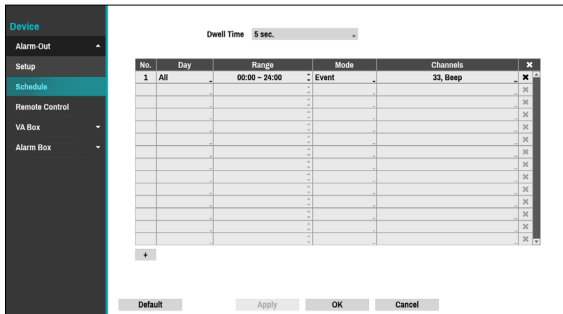 Device
Alarm-Out
Setup
Schedule
Remote Control
VA Box
Alarm Box
Dwell Time 5 sec.
No. Day Range Mode Channels
1 All 00:00 ~ 24:00 Event 33, Beep
+
Default Apply OK Cancel